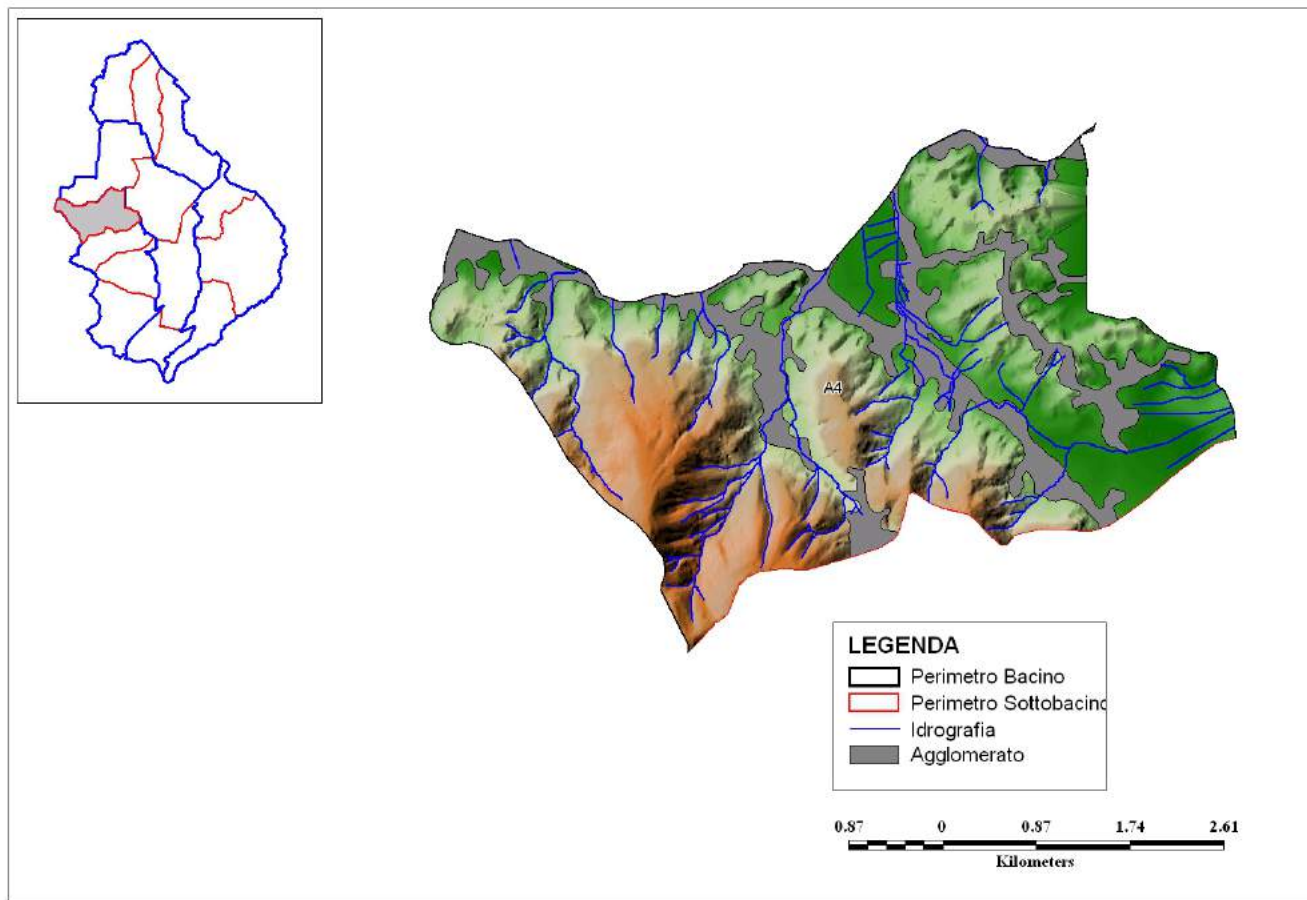 A4
LEGENDA
Perimetro Bacino
Perimetro Sottobacino
Idrografia
Agglomerato
0.87 0 0.87 1.74 2.61
Kilometers